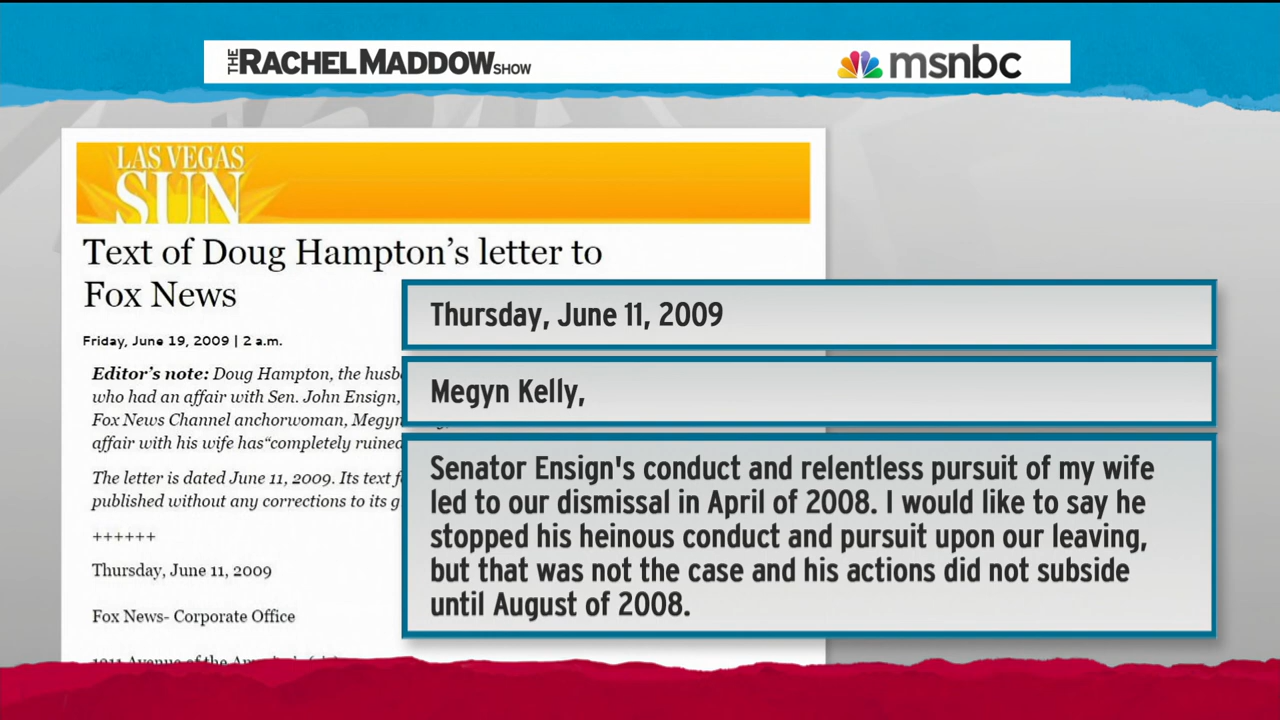 THE RACHEL MADDOW SHOW
msnbc
LAS VEGAS
SUN
Text of Doug Hampton's letter to
Fox News
Friday, June 19, 2009 | 2 a.m.
Editor's note: Doug Hampton, the
who had an affair with Sen. John Ensign,
Fox News Channel anchorwoman, Megyn
affair with his wife has“completely ruined
The letter is dated June 11, 2009. Its text
published without any corrections to its
++++++
Thursday, June 11, 2009
Fox News- Corporate Office
Thursday, June 11, 2009
Megyn Kelly,
Senator Ensign's conduct and relentless pursuit of my wife
led to our dismissal in April of 2008. I would like to say he
stopped his heinous conduct and pursuit upon our leaving,
but that was not the case and his actions did not subside
until August of 2008.